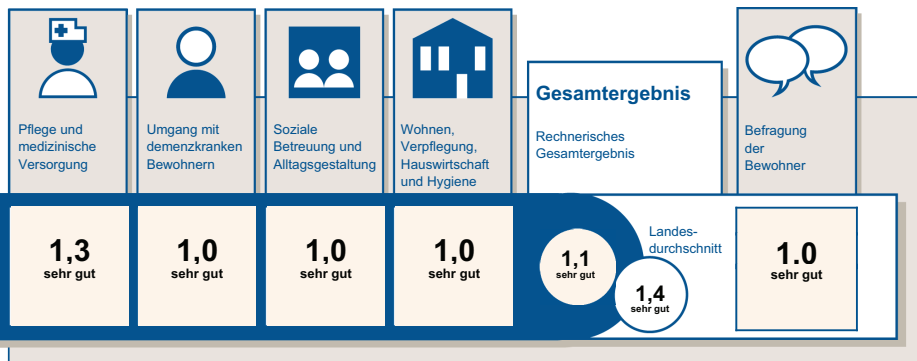 Pflege und
medizinische
Versorgung
Umgang mit
demenzkranken
Bewohnern
Soziale
Betreuung und
Alltagsgestaltung
Wohnen,
Verpflegung,
Hauswirtschaft
und Hygiene
Gesamtergebnis
Rechnerisches
Gesamtergebnis
Befragung
der
Bewohner
1,3
sehr gut
1,0
sehr gut
1,0
sehr gut
1,0
sehr gut
1,1
sehr gut
Landes-
durchschnitt
1,4
sehr gut
1.0
sehr gut